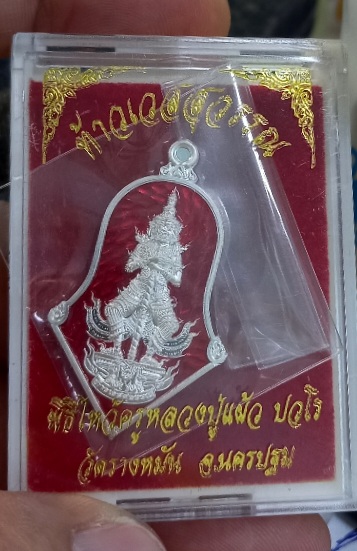 ท้าวเวสสุวรรณ
พิธีไหว้ครูหลวงปู่แผ้ว ปวโร
วัดรางหมัน จ.นครปฐม